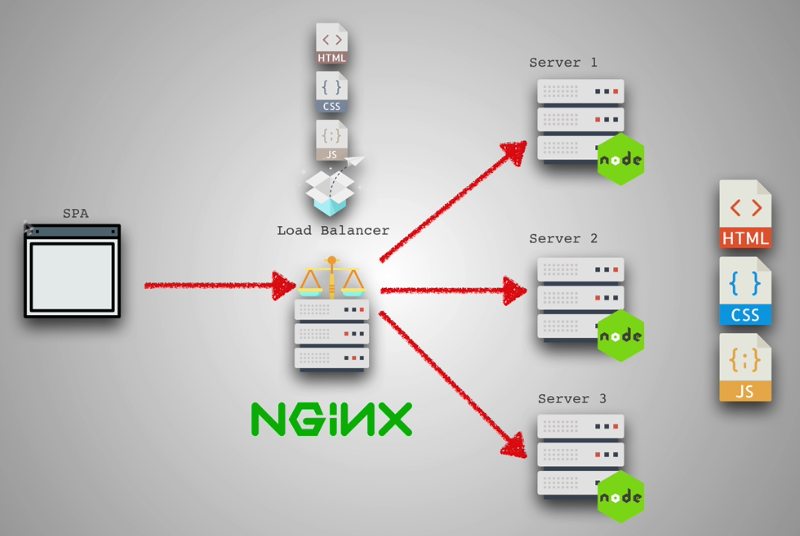 HTML
CSS
JS
Load Balancer
SPA
NGiNX
Server 1
node
Server 2
node
Server 3
node
HTML
CSS
JS